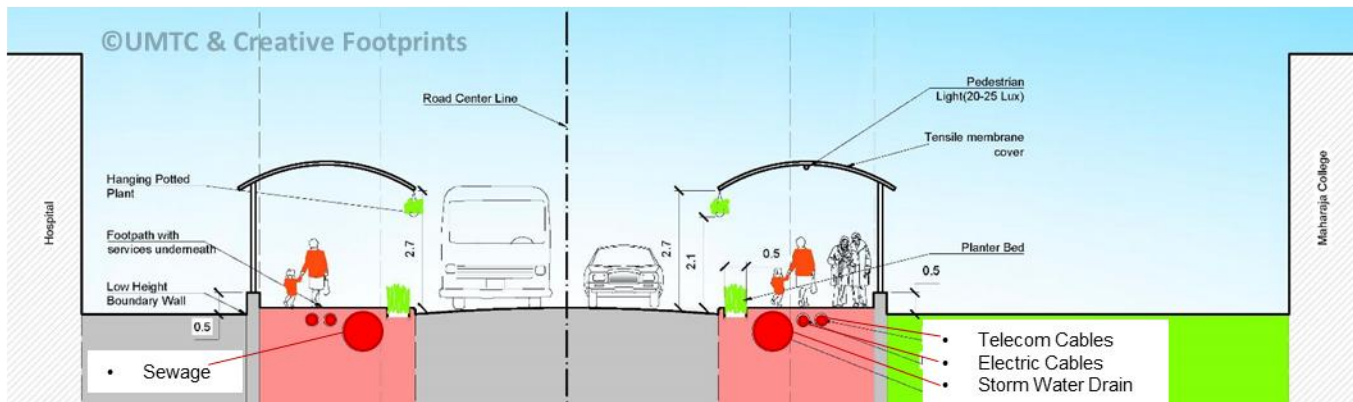 ©UMTC & Creative Footprints
Road Center Line
Pedestrian
Light(20-25 Lux)
Tensile membrane
cover
Hanging Potted
Plant
Hospital
Maharaja College
Footpath with
services underneath
2.7
2.7
2.1
0.5
Planter Bed
Low Height
Boundary Wall
0.5
0.5
• Sewage
• Telecom Cables
• Electric Cables
• Storm Water Drain